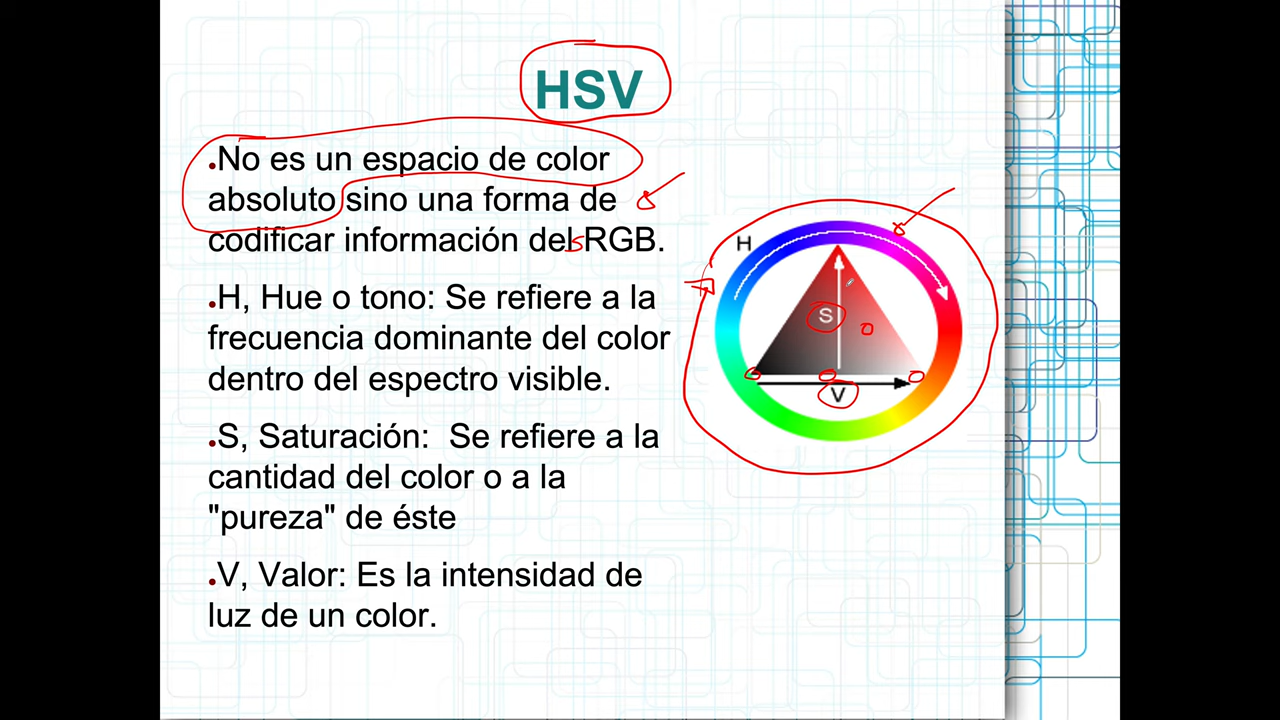 HSV
•No es un espacio de color
absoluto sino una forma de
codificar información del RGB.
•H, Hue o tono: Se refiere a la
frecuencia dominante del color
dentro del espectro visible.
•S, Saturación: Se refiere a la
cantidad del color o a la
"pureza" de éste
•V, Valor: Es la intensidad de
luz de un color.
H
S
V